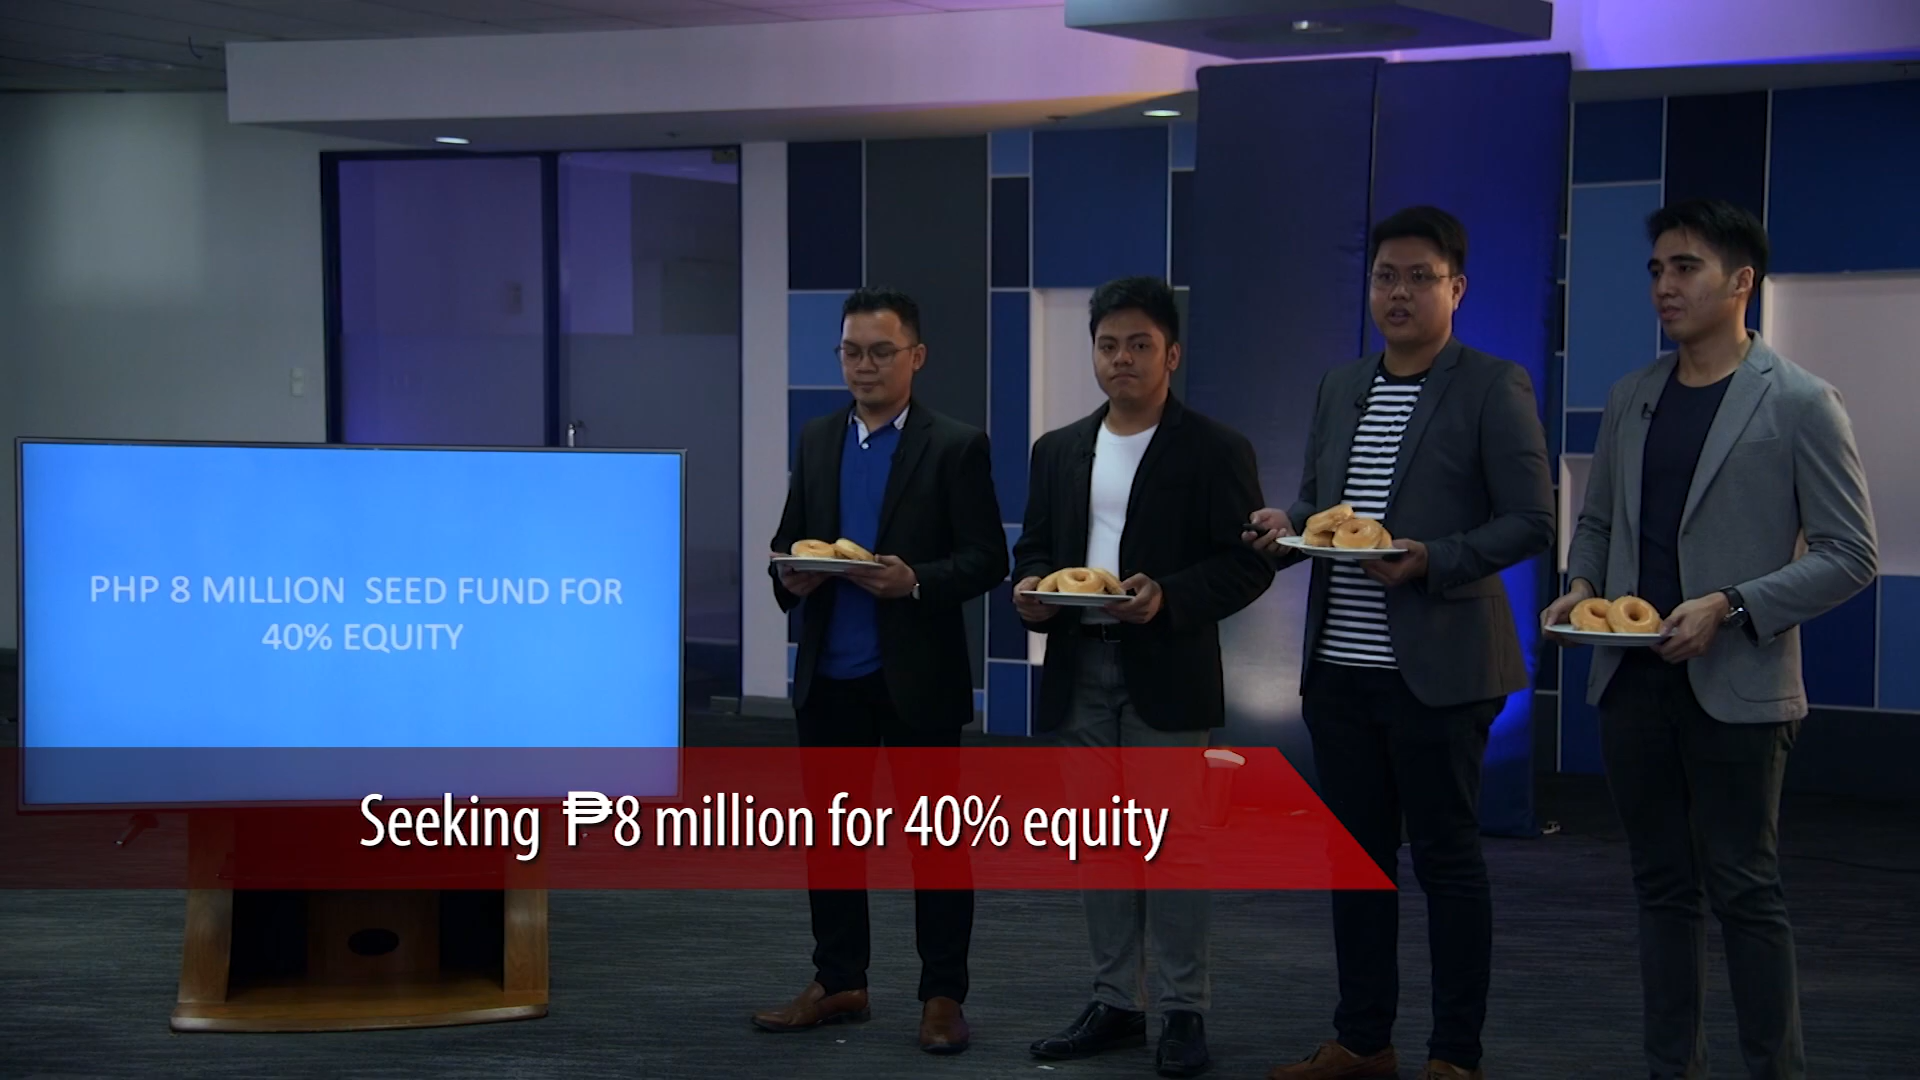 PHP 8 MILLION SEED FUND FOR
40% EQUITY
Seeking ₱8 million for 40% equity